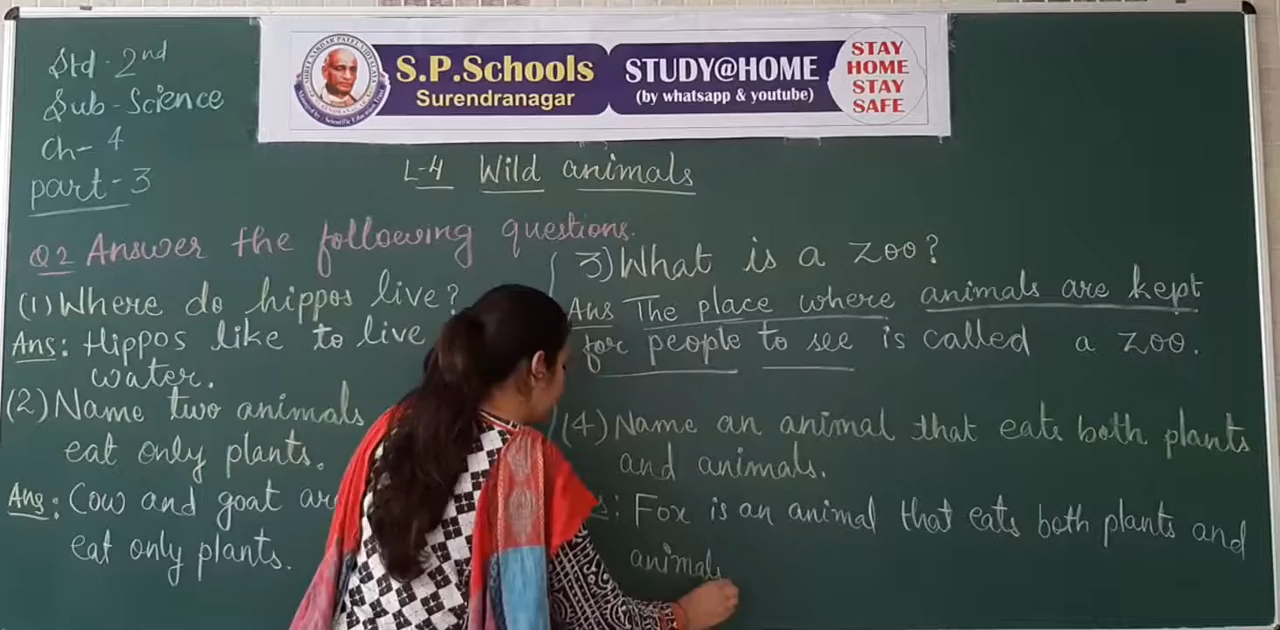 Std-2nd
Sub-Science
Ch-4
part-3
S.P.Schools
Surendranagar
STUDY@HOME
(by whatsapp & youtube)
STAY
HOME
STAY
SAFE
L-4 Wild animals
Q2 Answer the following questions.
(1) Where do hippos live?
Ans: Hippos like to live
water.
(2) Name two animals
eat only plants.
Ans: Cow and goat
eat only plants.
3) What is a zoo?
Ans The place where animals are kept
for people to see is called a zoo.
(4) Name an animal that eats both plants
and animals.
Fox is an animal that eats both plants and
animals